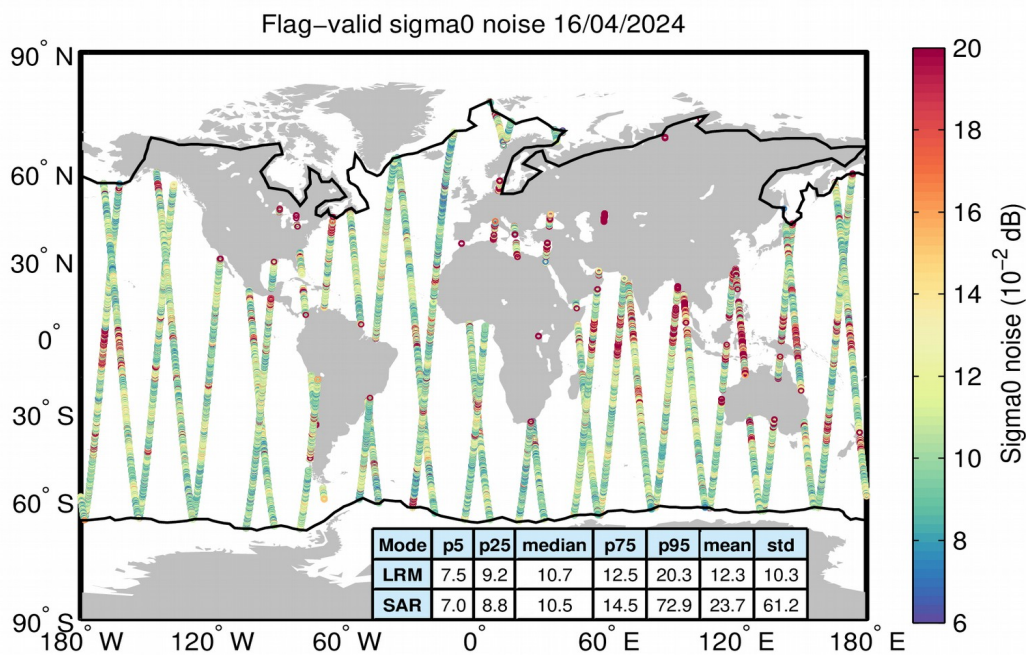 Flag−valid sigma0 noise 16/04/2024
90° N
60° N
30° N
0°
30° S
60° S
90° S
180° W
120° W
60° W
0°
60° E
120° E
180° E
20
18
16
14
12
10
8
6
Sigma0 noise (10⁻² dB)
Mode p5 p25 median p75 p95 mean std
LRM 7.5 9.2 10.7 12.5 20.3 12.3 10.3
SAR 7.0 8.8 10.5 14.5 72.9 23.7 61.2